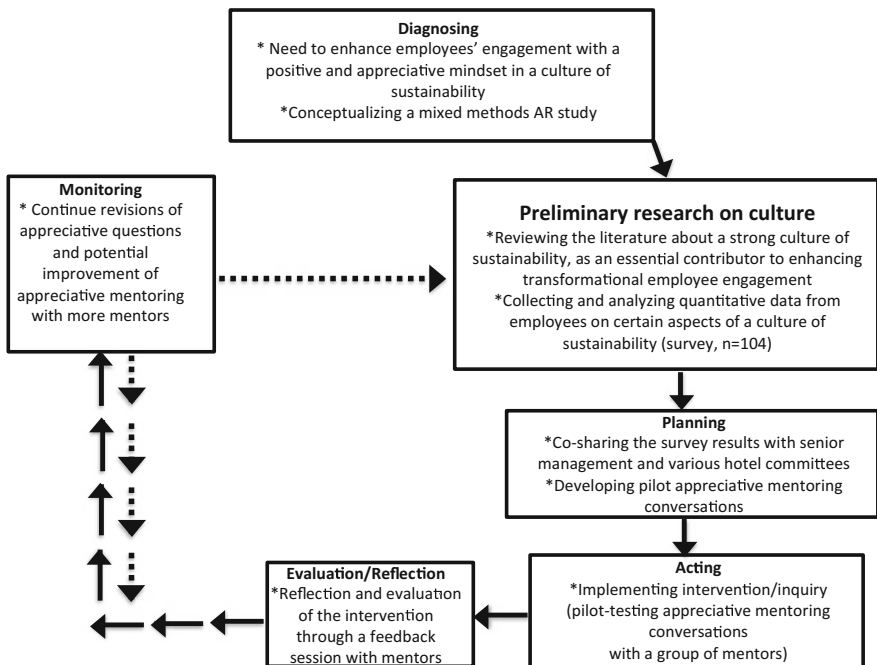 Diagnosing
* Need to enhance employees’ engagement with a
positive and appreciative mindset in a culture of
sustainability
*Conceptualizing a mixed methods AR study
Monitoring
* Continue revisions of
appreciative questions
and potential
improvement of
appreciative mentoring
with more mentors
Preliminary research on culture
*Reviewing the literature about a strong culture of
sustainability, as an essential contributor to enhancing
transformational employee engagement
*Collecting and analyzing quantitative data from
employees on certain aspects of a culture of
sustainability (survey, n=104)
Planning
*Co-sharing the survey results with senior
management and various hotel committees
*Developing pilot appreciative mentoring
conversations
Acting
*Implementing intervention/inquiry
(pilot-testing appreciative mentoring
conversations
with a group of mentors)
Evaluation/Reflection
*Reflection and evaluation
of the intervention
through a feedback
session with mentors